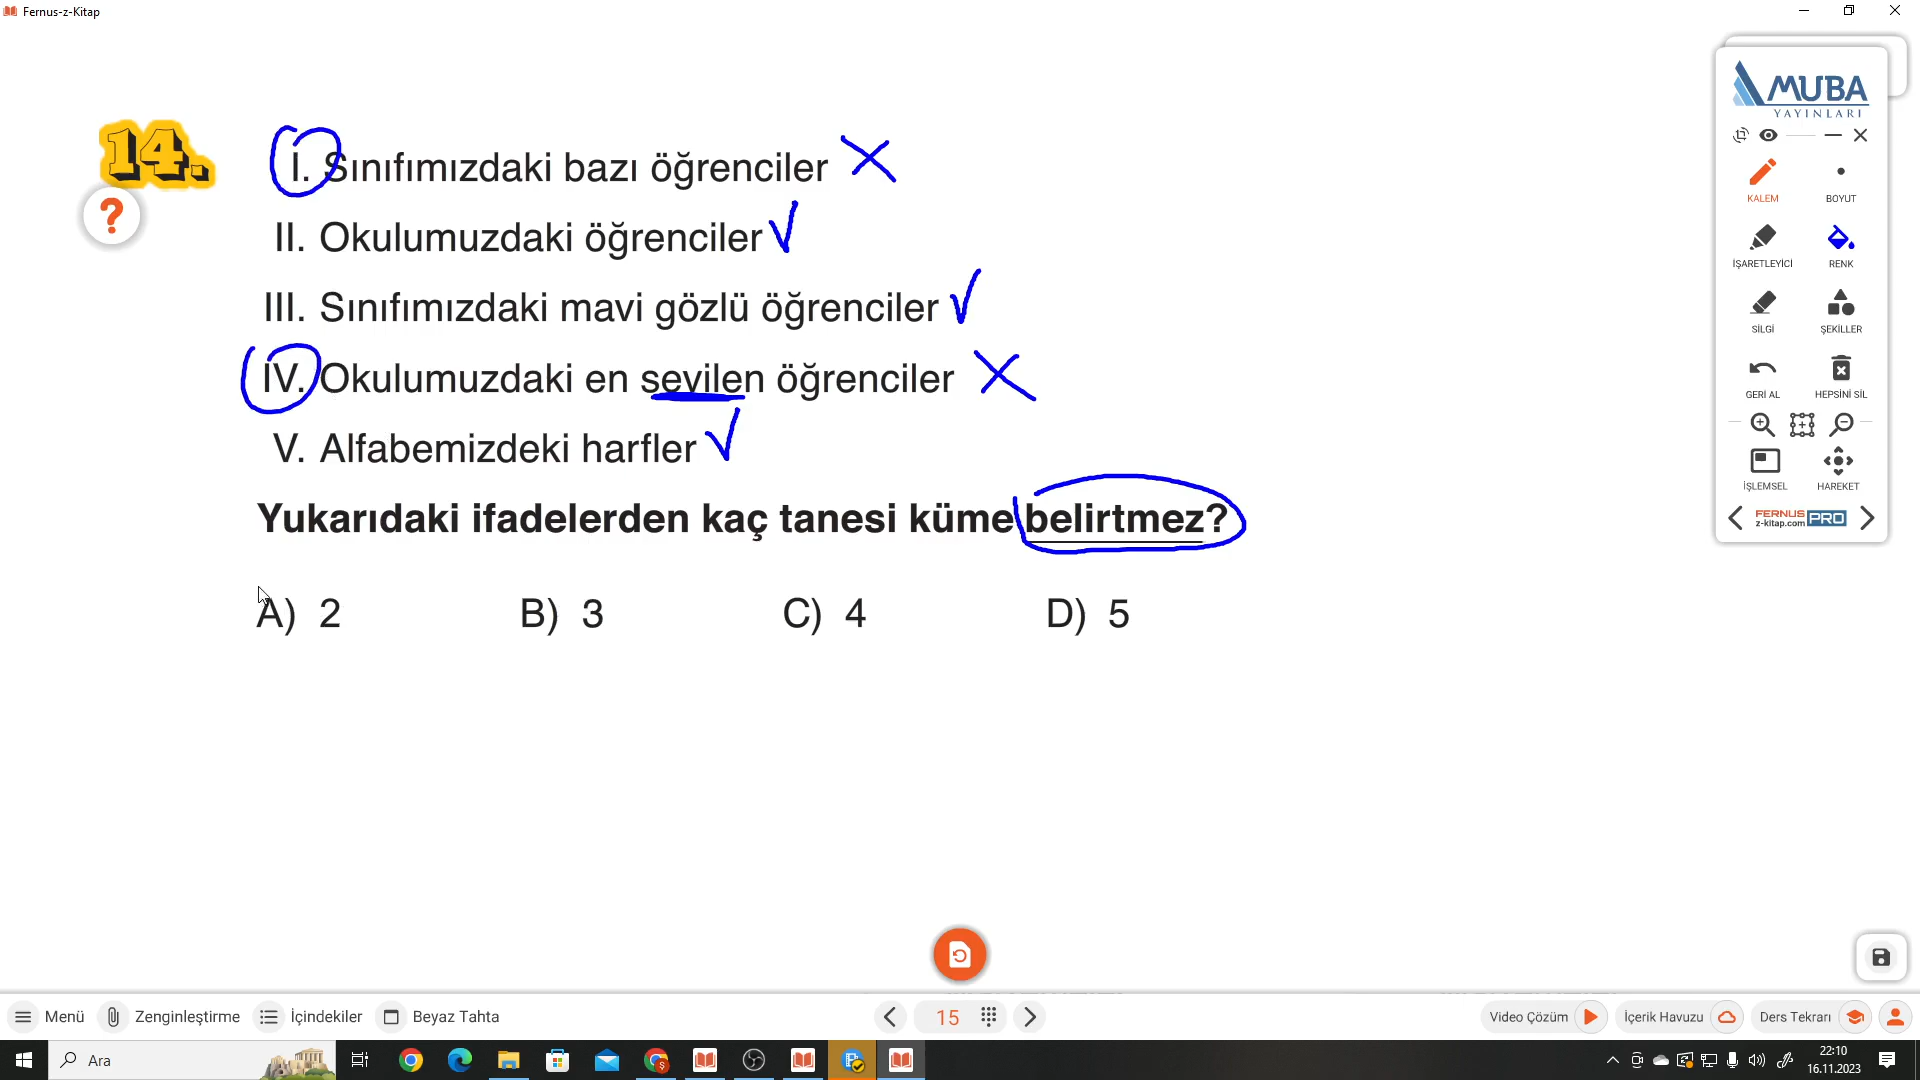 Fernus-z-Kitap
14.
I. Sınıfımızdaki bazı öğrenciler
II. Okulumuzdaki öğrenciler
III. Sınıfımızdaki mavi gözlü öğrenciler
IV. Okulumuzdaki en sevilen öğrenciler
V. Alfabemizdeki harfler
Yukarıdaki ifadelerden kaç tanesi küme belirtmez?
A) 2 B) 3 C) 4 D) 5
MUBA
YAYINLARI
KALEM BOYUT
İŞARETLEYİCİ RENK
SİLGİ ŞEKİLLER
GERİ AL HEPSİNİ SİL
İŞLEMSEL HAREKET
FERNUS
z-kitap.com PRO
Menü Zenginleştirme İçindekiler Beyaz Tahta 15 Video Çözüm İçerik Havuzu Ders Tekrarı
Ara
22:10
16.11.2023